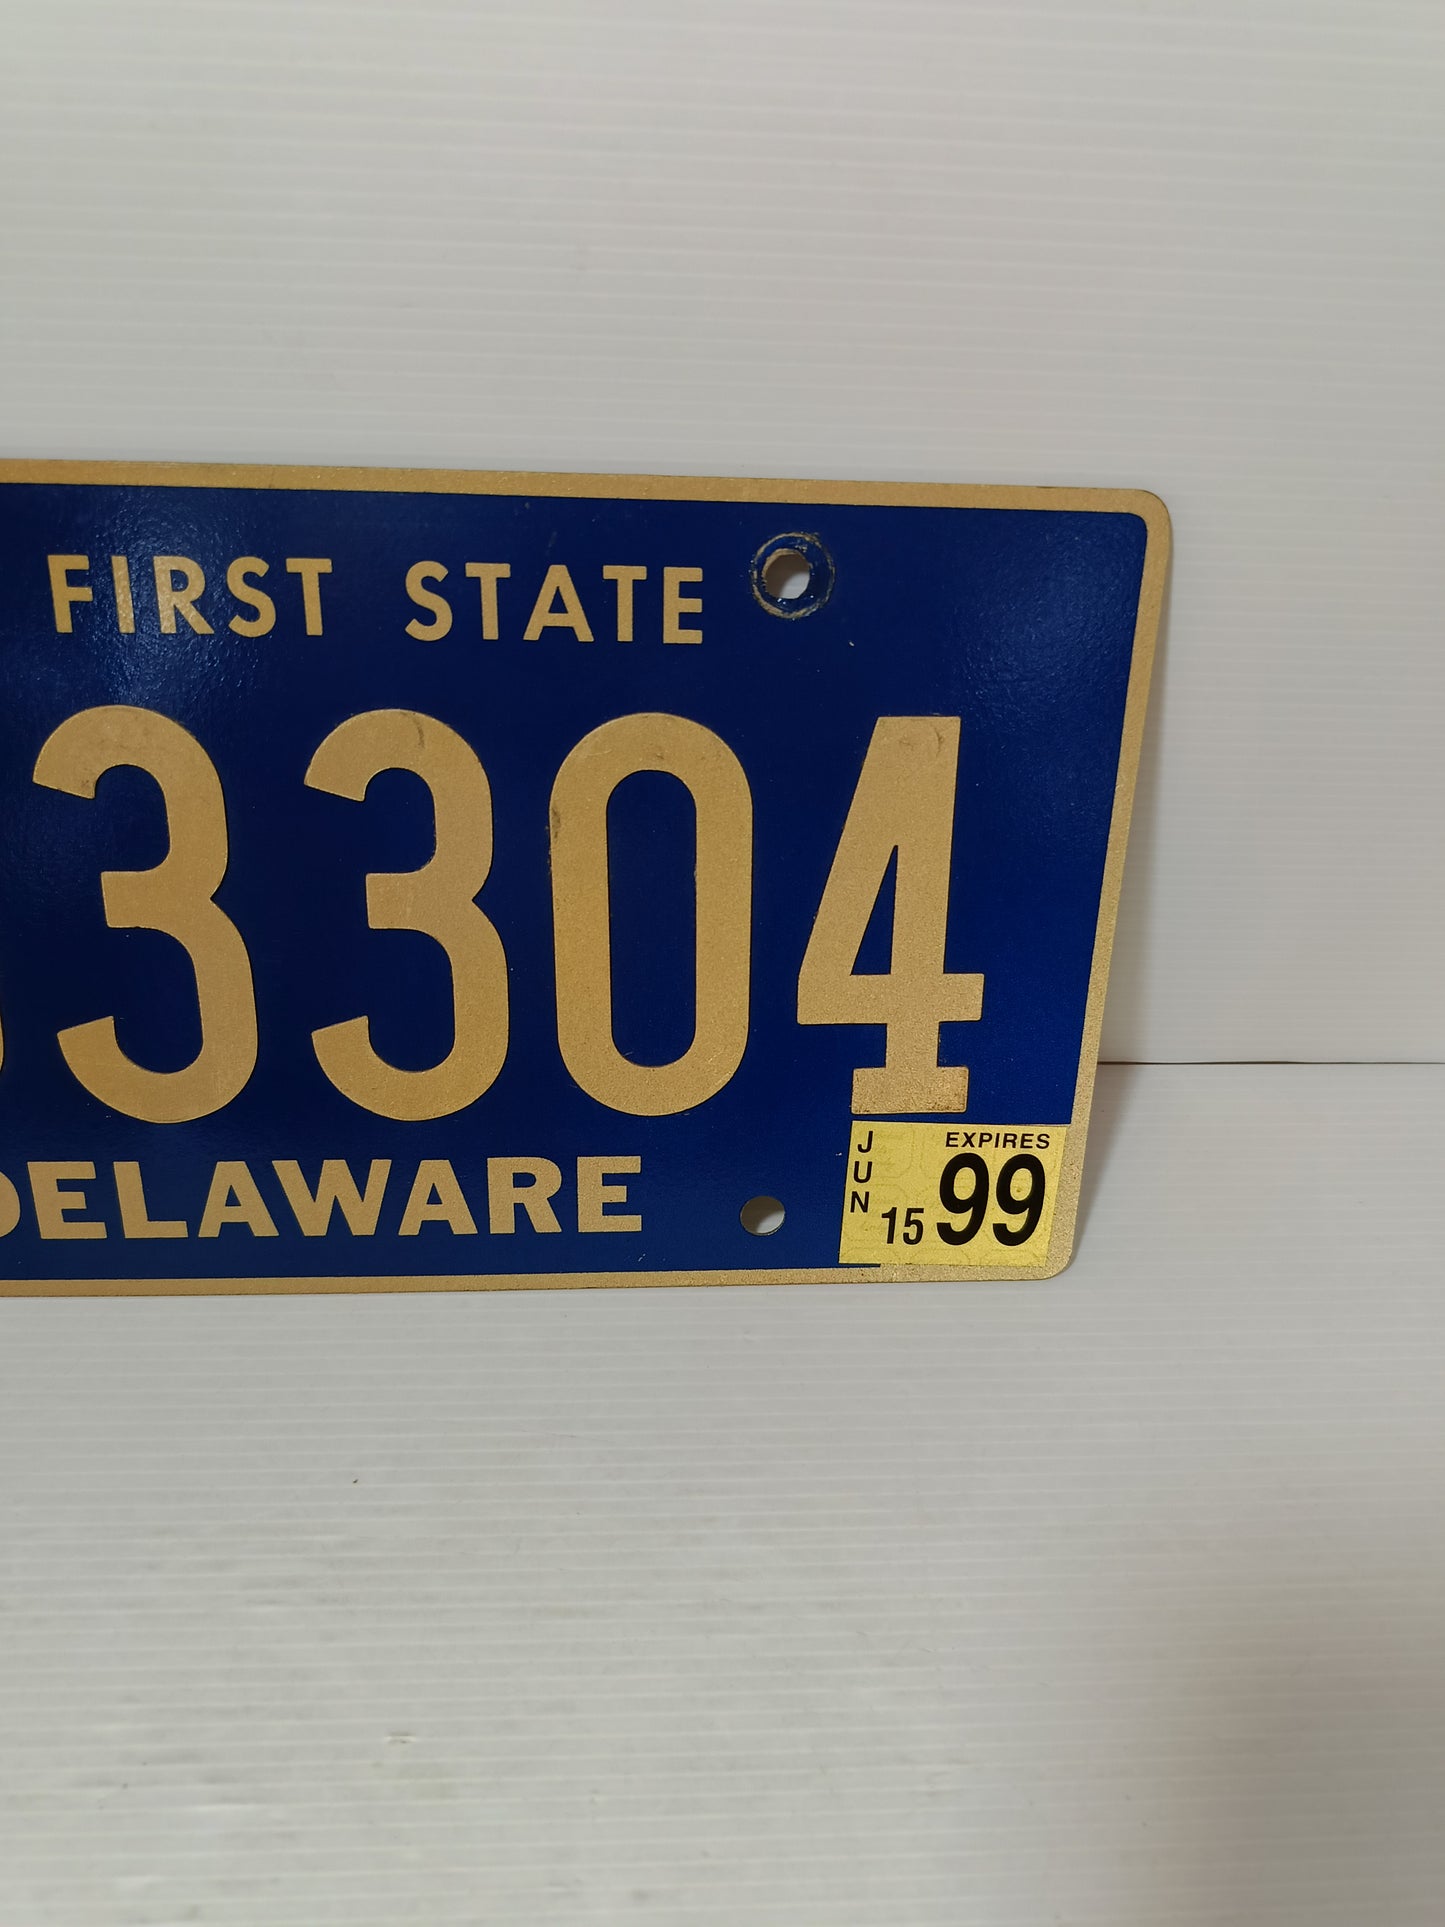 FIRST STATE
3304
DELAWARE
JUN
EXPIRES
15 99